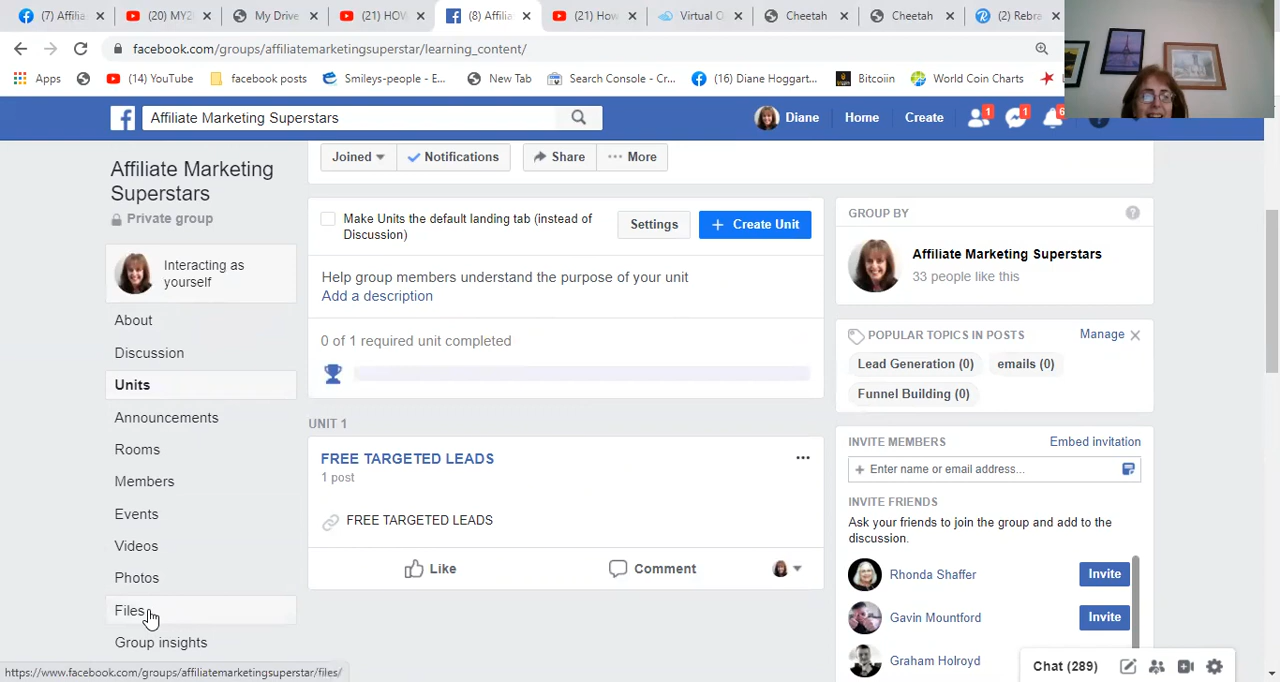 (7) Affilia
(20) MY2
My Drive
(21) HOW
(8) Affilia
(21) How
Virtual O
Cheetah
Cheetah
(2) Rebra
facebook.com/groups/affiliatemarketingsuperstar/learning_content/
Apps
(14) YouTube
facebook posts
Smileys-people - E...
New Tab
Search Console - Cr...
(6) Diane Hoggart...
Bitcoiin
World Coin Charts
Affiliate Marketing Superstars
Diane
Home
Create
1
1
6
Affiliate Marketing
Superstars
Private group
Joined
Notifications
Share
More
Interacting as
yourself
About
Discussion
Units
Announcements
Rooms
Members
Events
Videos
Photos
Files
Group insights
Make Units the default landing tab (instead of
Discussion)
Settings
+ Create Unit
Help group members understand the purpose of your unit
Add a description
0 of 1 required unit completed
UNIT 1
FREE TARGETED LEADS
1 post
FREE TARGETED LEADS
Like
Comment
GROUP BY
?
Affiliate Marketing Superstars
33 people like this
POPULAR TOPICS IN POSTS
Manage
Lead Generation (0)
emails (0)
Funnel Building (0)
INVITE MEMBERS
Embed invitation
+ Enter name or email address...
INVITE FRIENDS
Ask your friends to join the group and add to the
discussion.
Rhonda Shaffer
Invite
Gavin Mountford
Invite
Graham Holroyd
Chat (289)
https://www.facebook.com/groups/affiliatemarketingsuperstar/files/